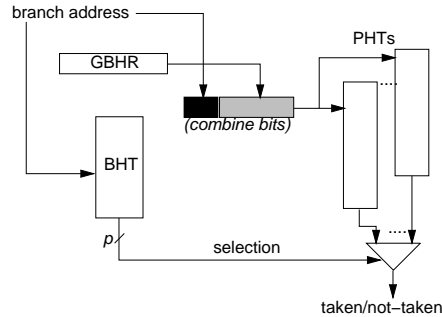 branch address
PHTs
GBHR
(combine bits)
BHT
p
selection
taken/not−taken